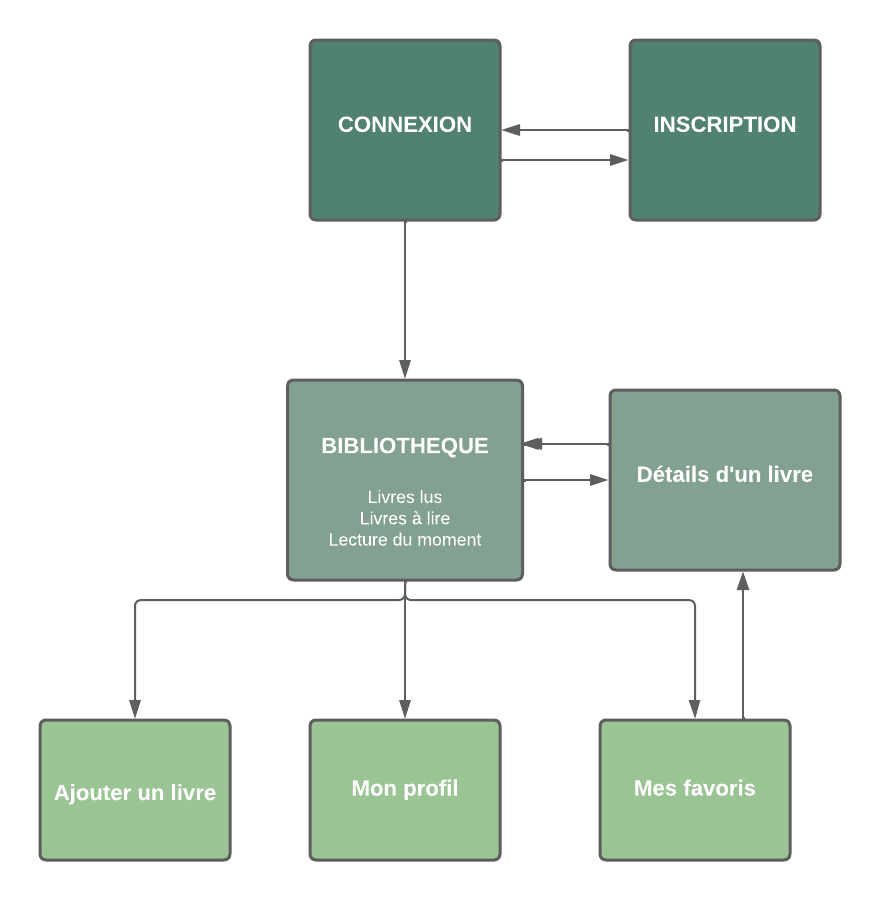 CONNEXION
INSCRIPTION
BIBLIOTHEQUE
Livres lus
Livres à lire
Lecture du moment
Détails d'un livre
Ajouter un livre
Mon profil
Mes favoris